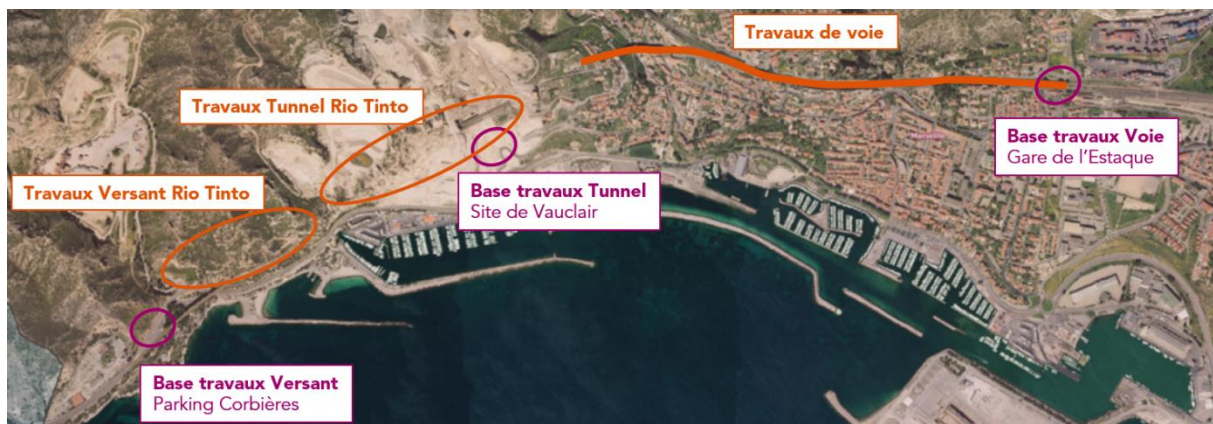 Travaux de voie
Travaux Tunnel Rio Tinto
Base travaux Voie
Gare de l'Estaque
Travaux Versant Rio Tinto
Base travaux Tunnel
Site de Vauclair
Base travaux Versant
Parking Corbières